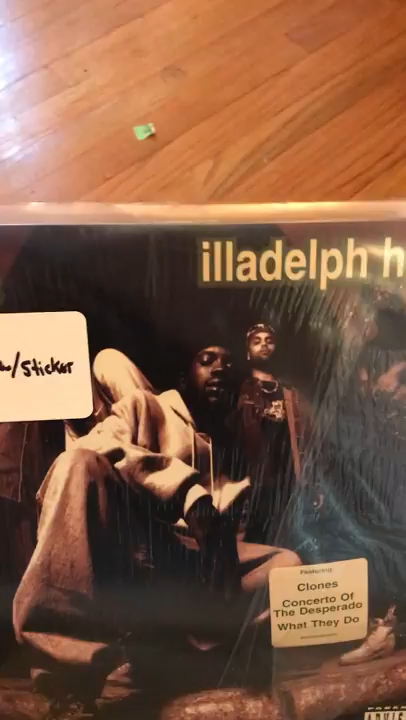 illadelph h
w/Sticker
Featuring
Clones
Concerto Of
The Desperado
What They Do